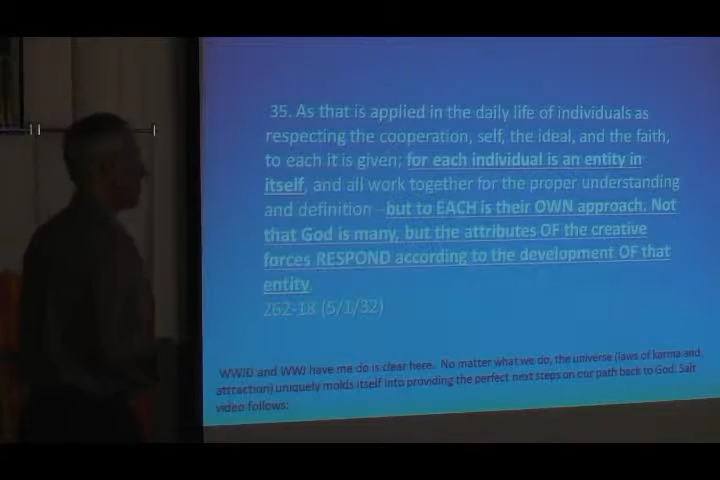 35. As that is applied in the daily life of individuals as
respecting the cooperation, self, the ideal, and the faith,
to each it is given; for each individual is an entity in
itself, and all work together for the proper understanding
and definition - but to EACH is their OWN approach. Not
that God is many, but the attributes OF the creative
forces RESPOND according to the development OF that
entity.
262-18 (5/1/32)
WWJD and WWJ have me do is clear here. No matter what we do, the universe (laws of karma and
attraction) uniquely molds itself into providing the perfect next steps on our path back to God. Salt
video follows: